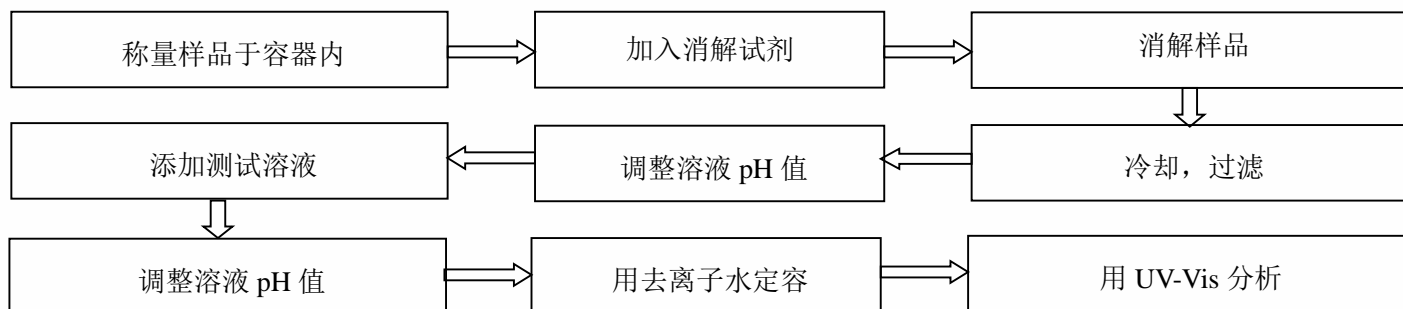 称量样品于容器内
加入消解试剂
消解样品
冷却，过滤
调整溶液 pH 值
添加测试溶液
调整溶液 pH 值
用去离子水定容
用 UV-Vis 分析